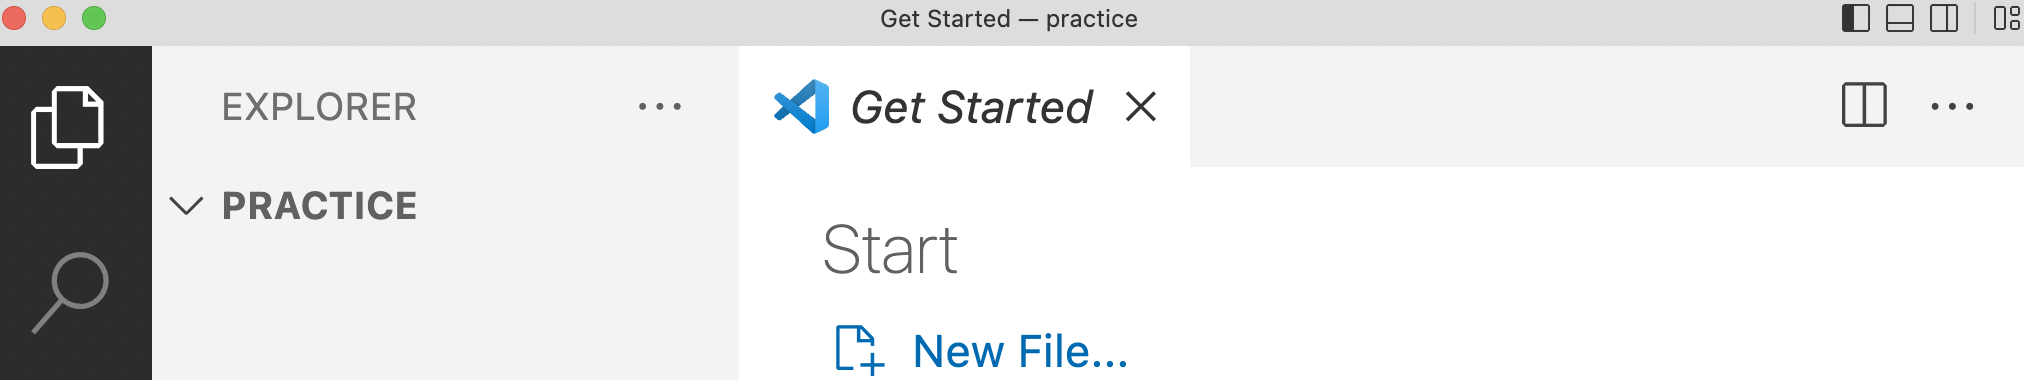 Get Started — practice
EXPLORER
PRACTICE
Get Started
Start
New File...